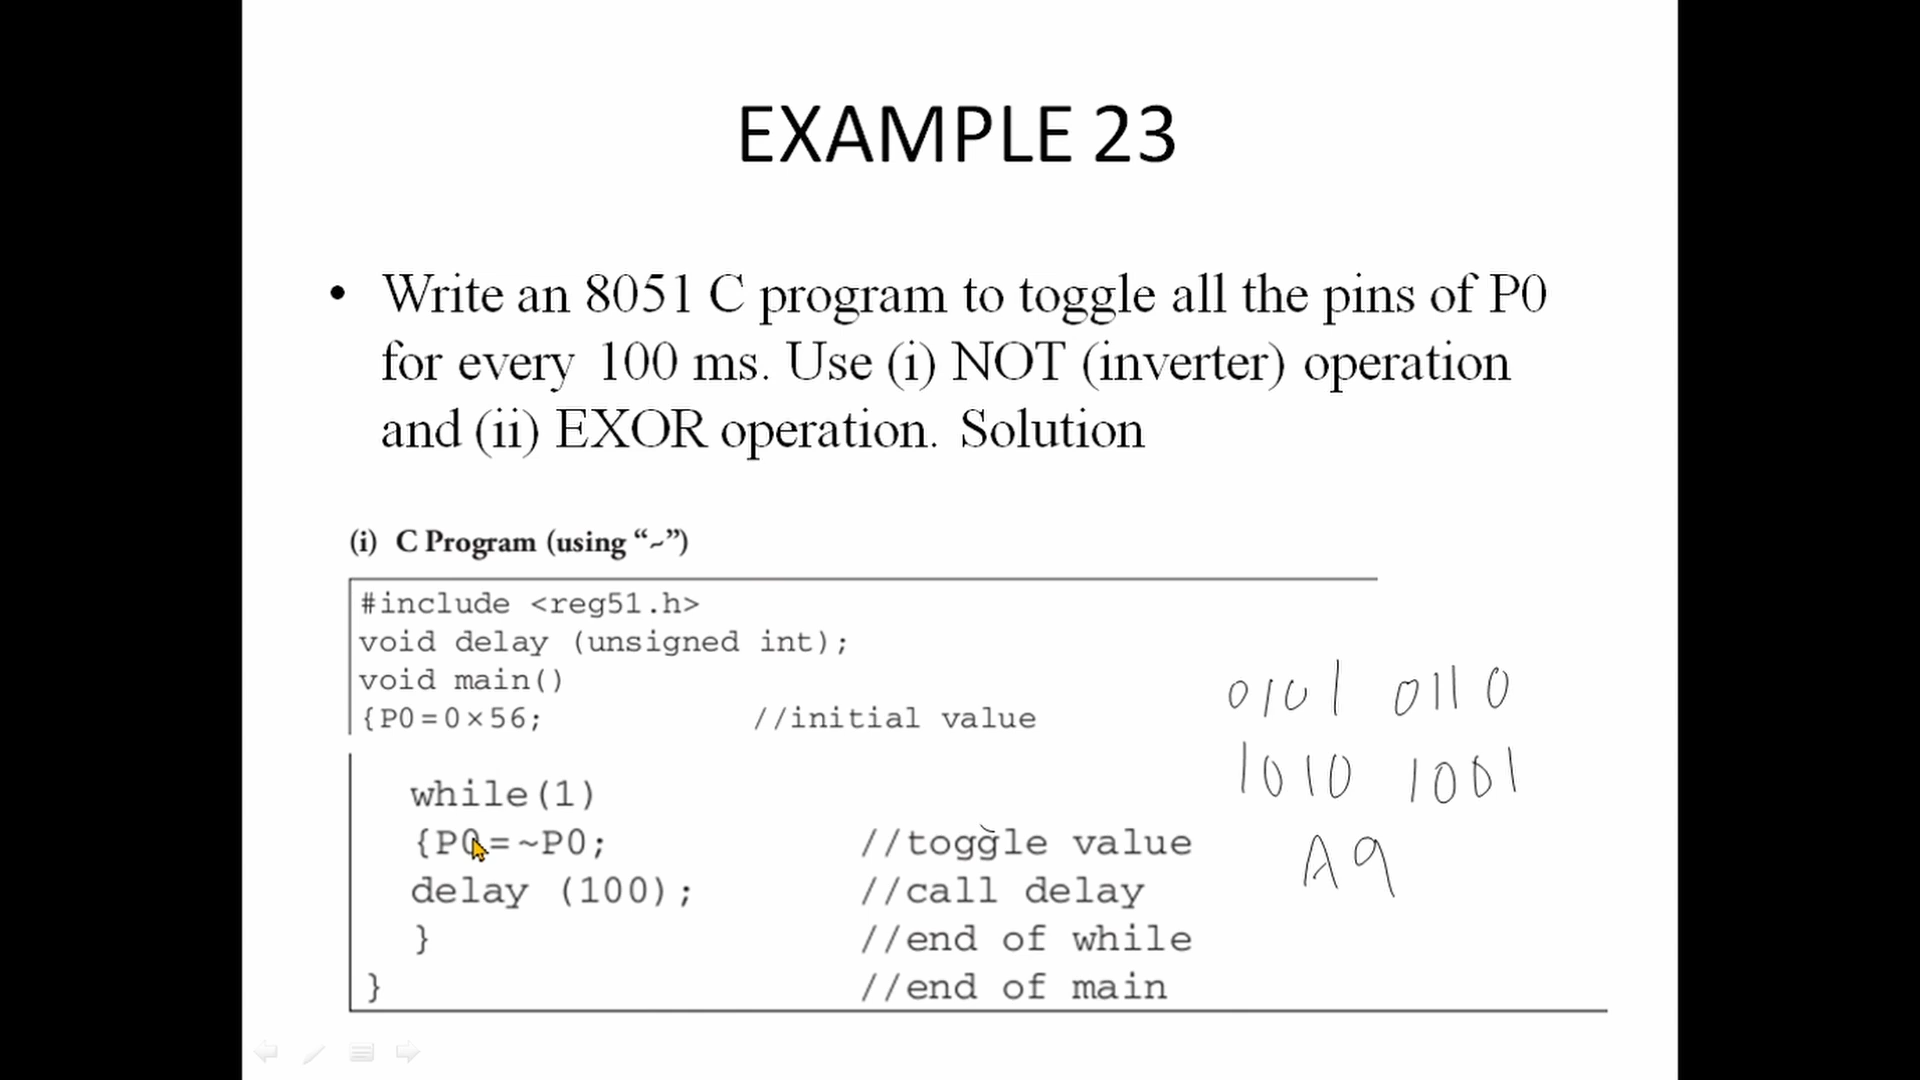 EXAMPLE 23
• Write an 8051 C program to toggle all the pins of P0
for every 100 ms. Use (i) NOT (inverter) operation
and (ii) EXOR operation. Solution
(i) C Program (using “~”)
#include <reg51.h>
void delay (unsigned int);
void main()
{P0=0×56; //initial value
while(1)
{P0=~P0; //toggle value
delay (100); //call delay
} //end of while
} //end of main
0101 0110
1010 1001
A9